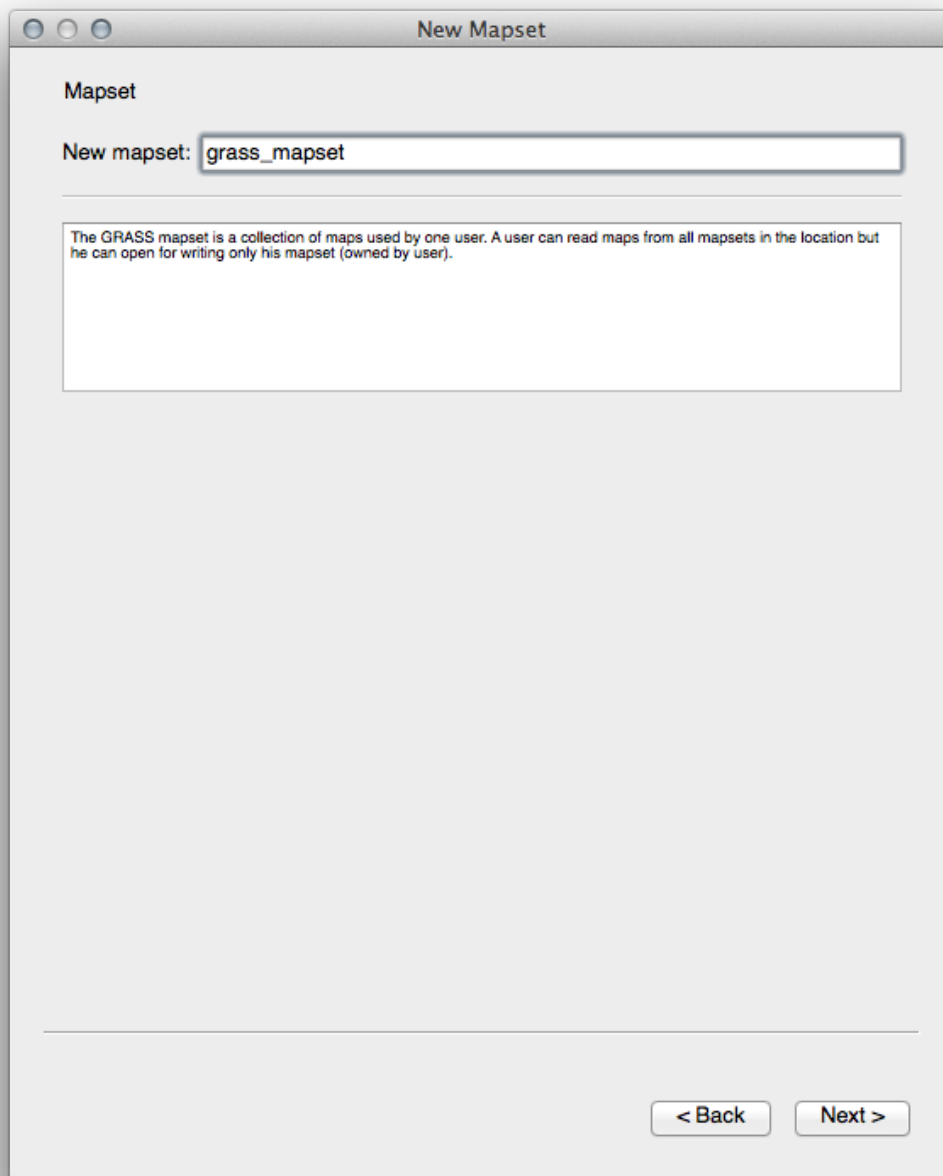 New Mapset
Mapset
New mapset: grass_mapset
The GRASS mapset is a collection of maps used by one user. A user can read maps from all mapsets in the location but
he can open for writing only his mapset (owned by user).
< Back Next >